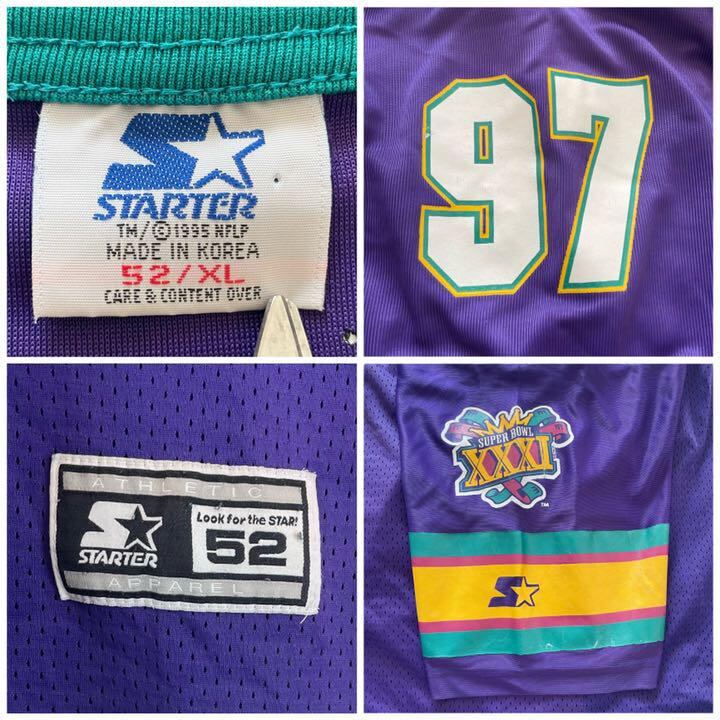 STARTER
TM/©1995 NFLP
MADE IN KOREA
52/XL
CARE & CONTENT OVER
97
ATHLETIC
Look for the STAR!
STARTER
52
APPAREL
SUPER BOWL
XXXI
TM